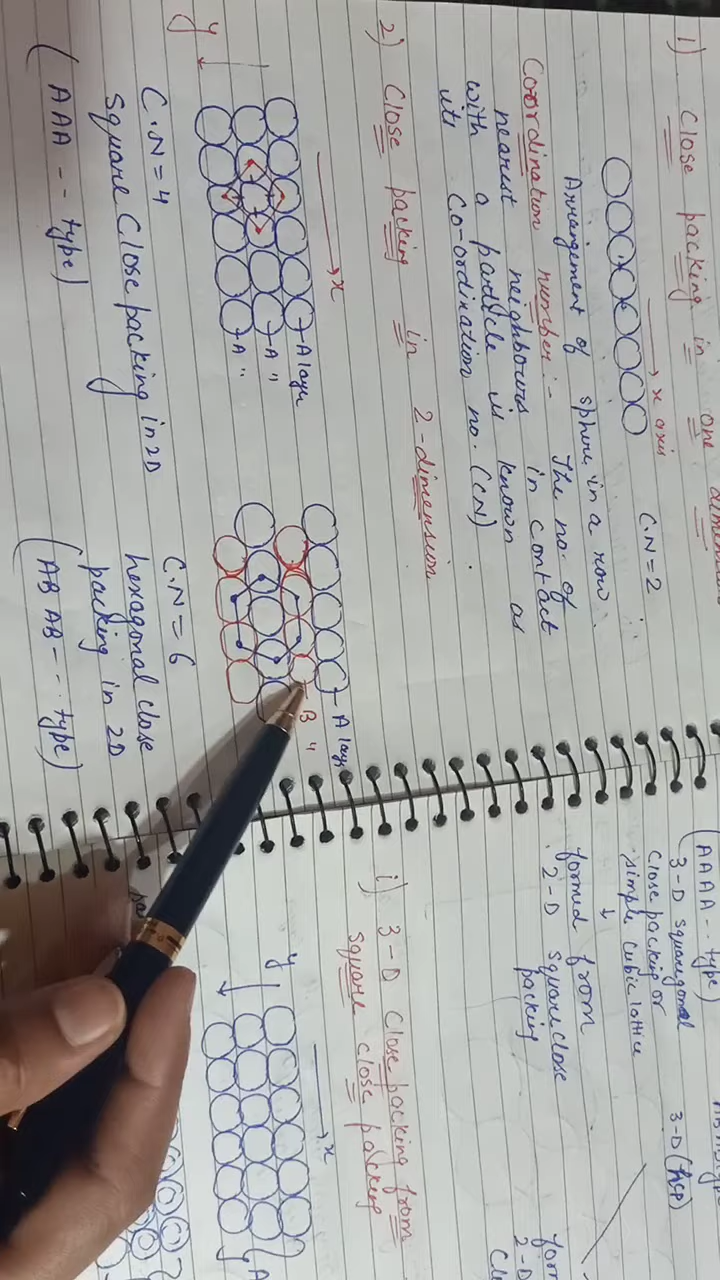 1) Close packing in one
→ x axis
C.N = 2
Arrangement of sphere in a row.
Coordination number :- The no. of
nearest neighbours in contact
with a particle is known as
its Co-ordination no. (CN).
2) Close packing in 2-dimension
→ x
y
A layer
A "
A "
C.N = 4
Square Close packing in 2D
(AAA -- type)
A layer
B "
C.N = 6
hexagonal close
packing in 2D
(AB AB -- type)
(AAAA -- type)
3-D squaregonal
close packing or
simple cubic lattice
↓
formed from
2-D square close
packing
3-D (hcp)
2-D
i) 3-D Close packing from
square close packing
→ x
y
A